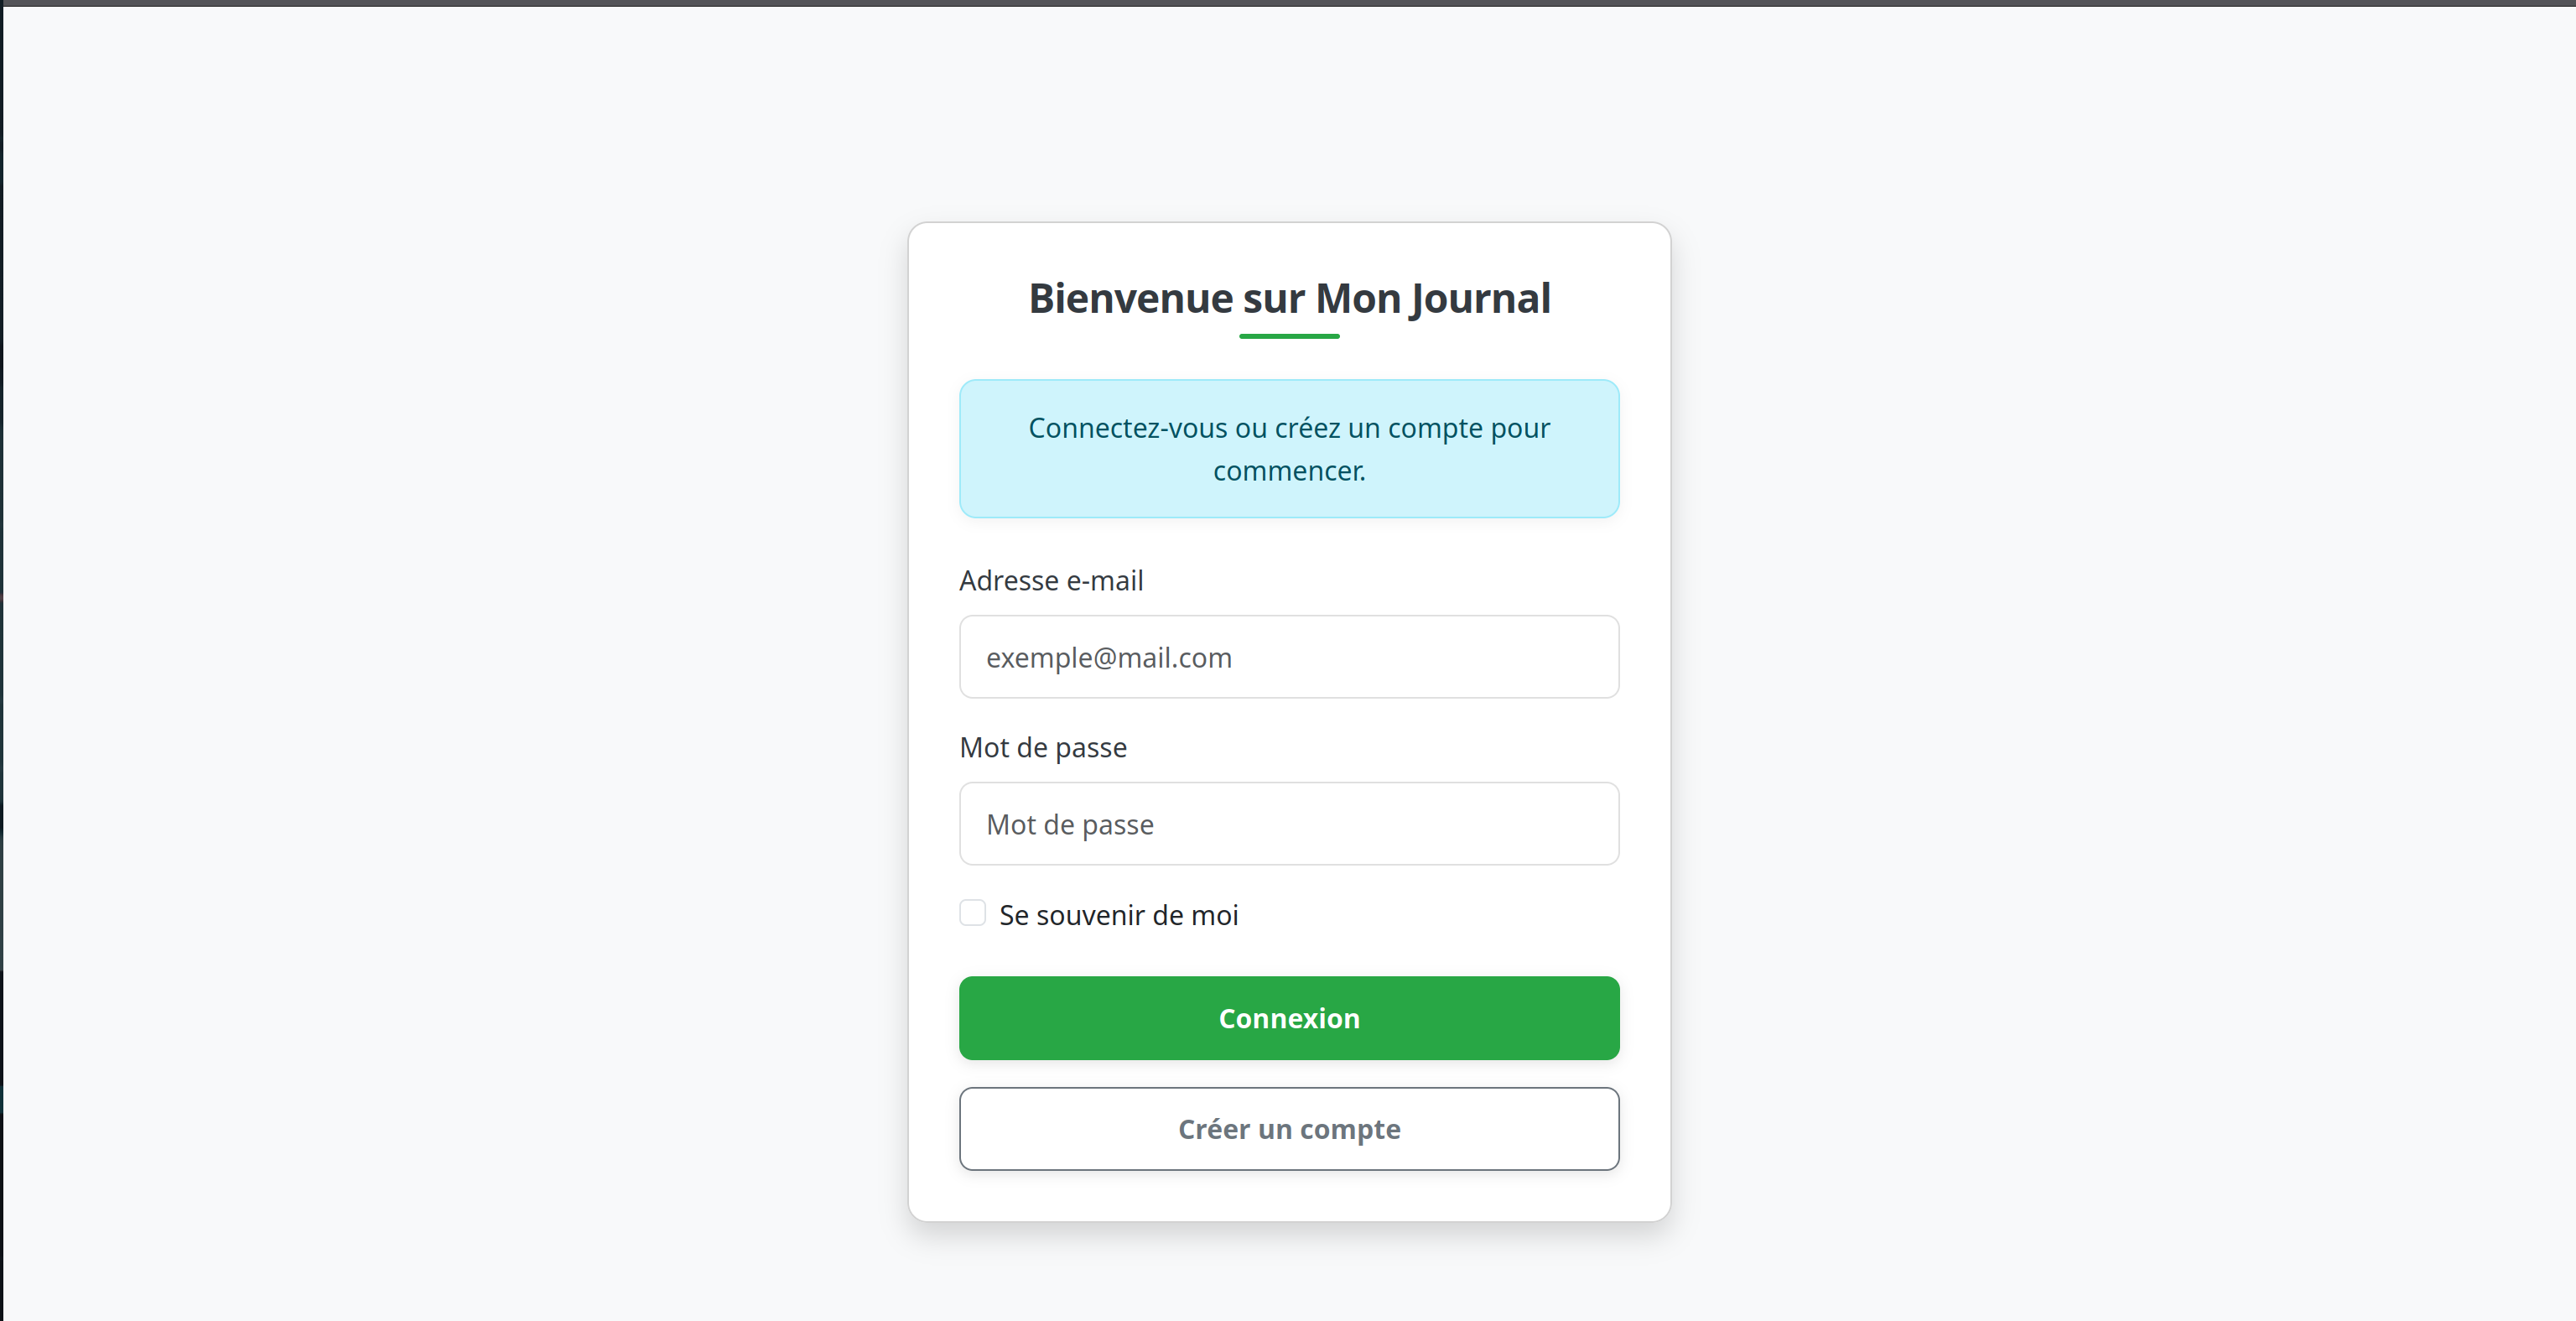 Bienvenue sur Mon Journal
Connectez-vous ou créez un compte pour
commencer.
Adresse e-mail
exemple@mail.com
Mot de passe
Mot de passe
Se souvenir de moi
Connexion
Créer un compte